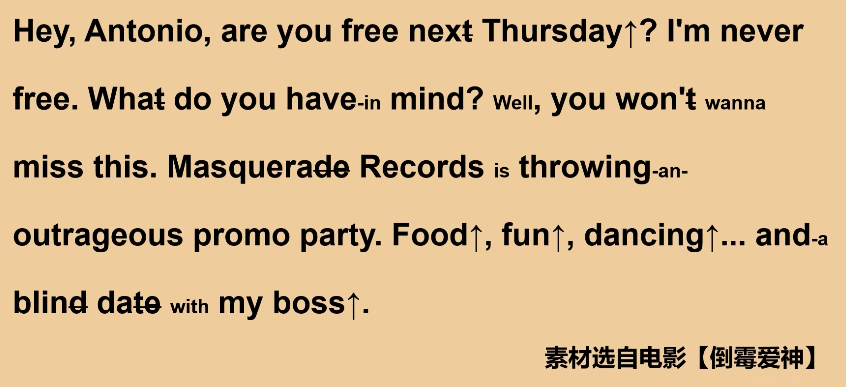 Hey, Antonio, are you free next Thursday↑? I'm never
free. What do you have-in mind? Well, you won't wanna
miss this. Masquerade Records is throwing-an-
outrageous promo party. Food↑, fun↑, dancing↑... and-a
blind date with my boss↑.
素材选自电影【倒霉爱神】